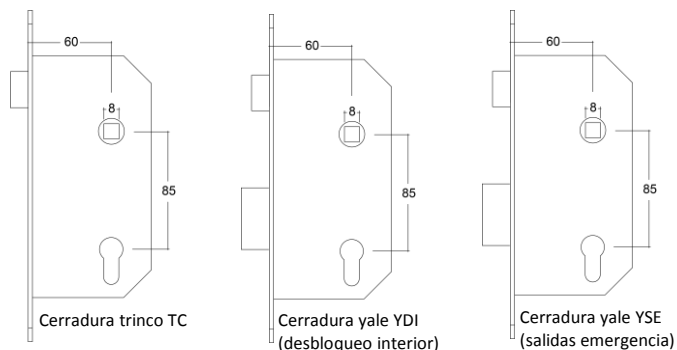 60
8
85
Cerradura trinco TC
60
8
85
Cerradura yale YDI
(desbloqueo interior)
60
8
85
Cerradura yale YSE
(salidas emergencia)